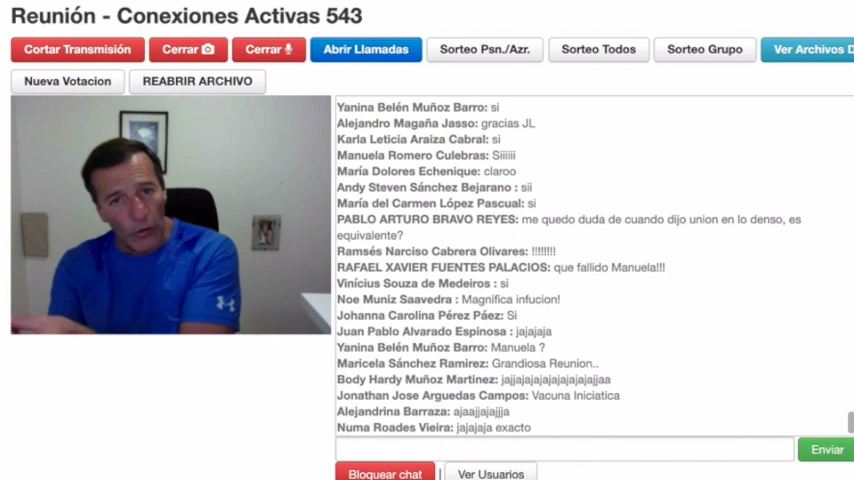 Reunión - Conexiones Activas 543
Cortar Transmisión Cerrar Cerrar Abrir Llamadas Sorteo Psn./Azr. Sorteo Todos Sorteo Grupo Ver Archivos D
Nueva Votacion REABRIR ARCHIVO
Yanina Belén Muñoz Barro: si
Alejandro Magaña Jasso: gracias JL
Karla Leticia Araiza Cabral: si
Manuela Romero Culebras: Siiiiii
María Dolores Echenique: claroo
Andy Steven Sánchez Bejarano : sii
María del Carmen López Pascual: si
PABLO ARTURO BRAVO REYES: me quedo duda de cuando dijo union en lo denso, es
equivalente?
Ramsés Narciso Cabrera Olivares: !!!!!!!!
RAFAEL XAVIER FUENTES PALACIOS: que fallido Manuela!!!
Vinícius Souza de Medeiros : si
Noe Muniz Saavedra : Magnifica infucion!
Johanna Carolina Pérez Páez: Si
Juan Pablo Alvarado Espinosa : jajajaja
Yanina Belén Muñoz Barro: Manuela ?
Maricela Sánchez Ramirez: Grandiosa Reunion..
Body Hardy Muñoz Martinez: jajjajajajajajajajajajjaa
Jonathan Jose Arguedas Campos: Vacuna Iniciatica
Alejandrina Barraza: ajaajjajajjja
Numa Roades Vieira: jajajaja exacto
Enviar
Bloquear chat | Ver Usuarios